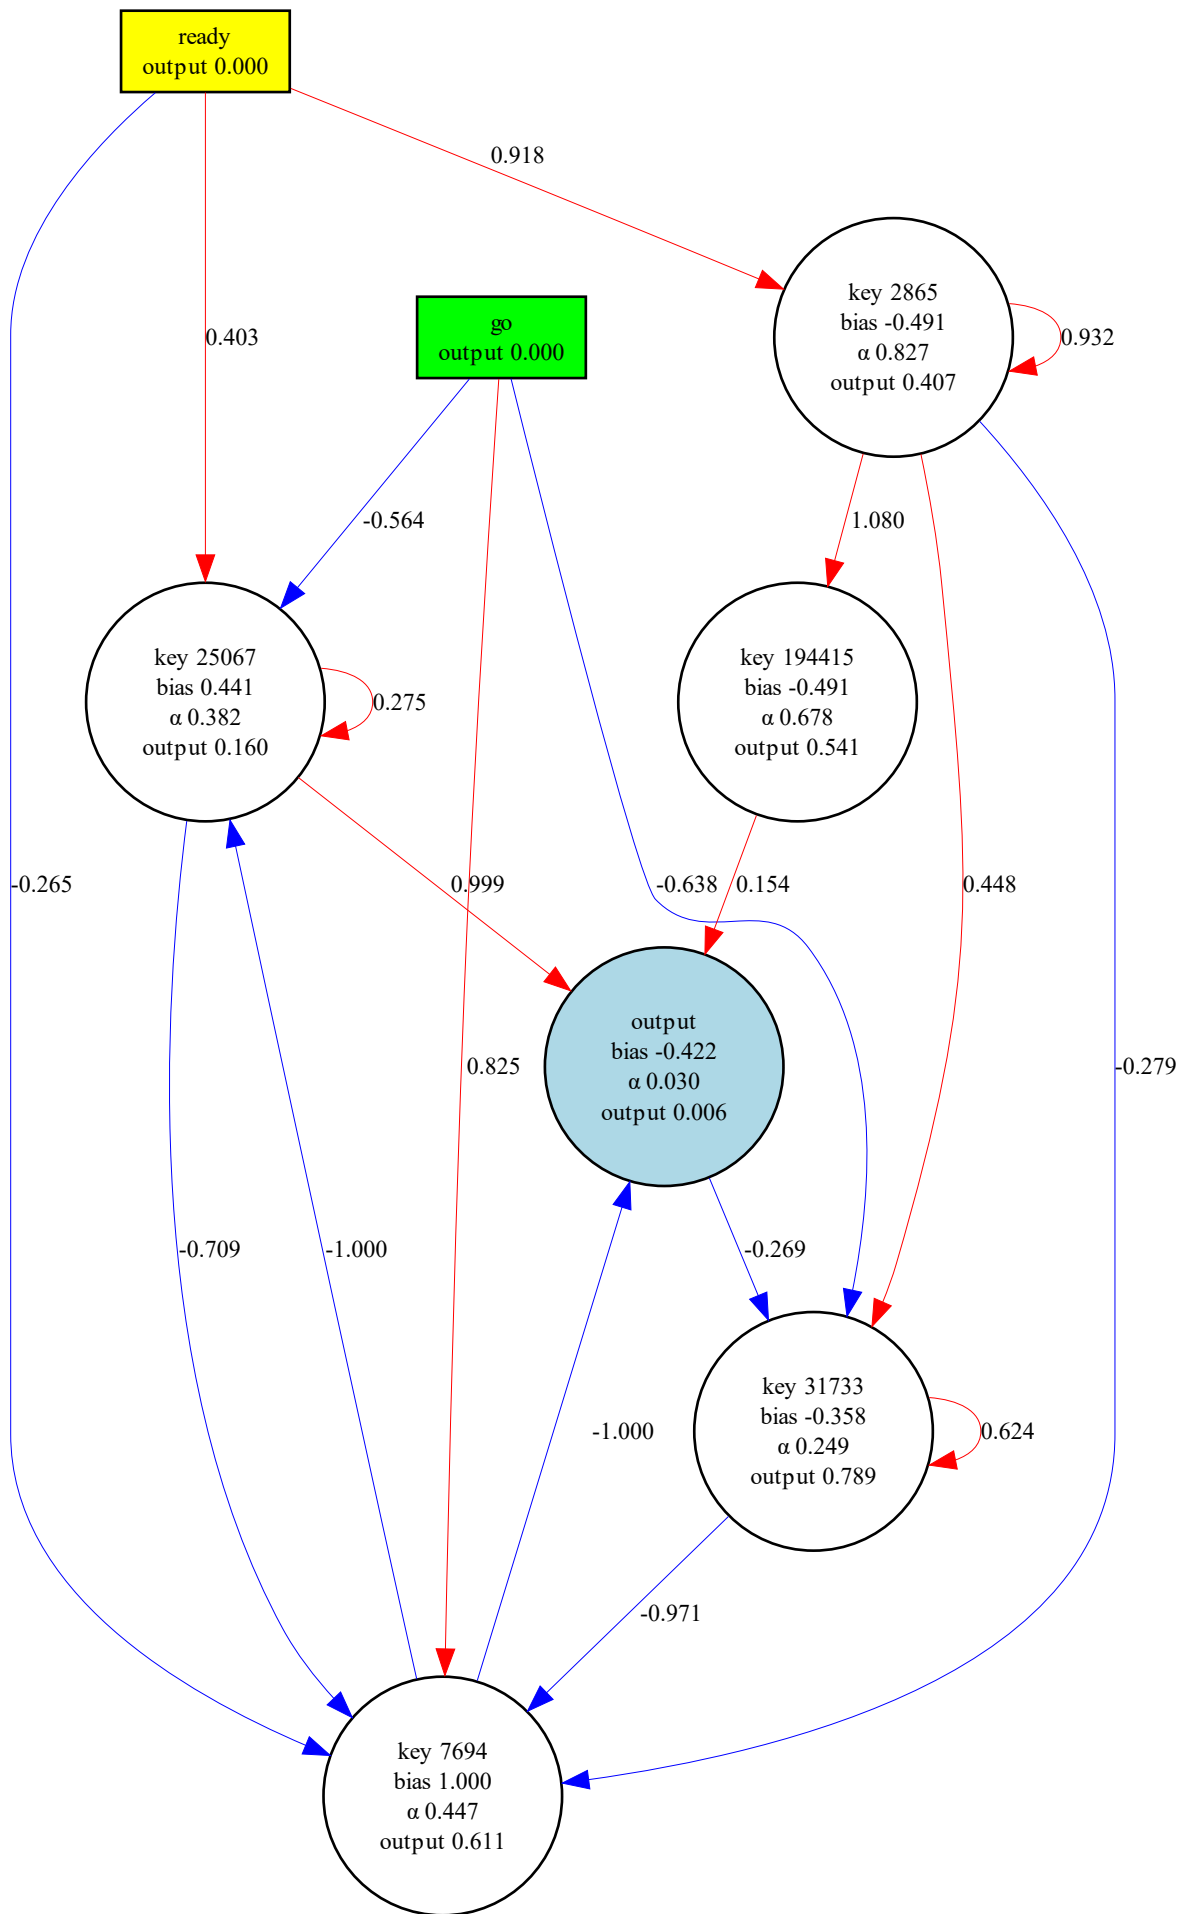 ready
output 0.000
0.918
key 2865
bias -0.491
α 0.827
output 0.407
0.932
go
output 0.000
0.403
-0.564
1.080
key 25067
bias 0.441
α 0.382
output 0.160
0.275
key 194415
bias -0.491
α 0.678
output 0.541
-0.265
0.999
-0.638
0.154
0.448
output
bias -0.422
α 0.030
output 0.006
0.825
-0.279
-0.709
-1.000
-0.269
key 31733
bias -0.358
α 0.249
output 0.789
-1.000
0.624
-0.971
key 7694
bias 1.000
α 0.447
output 0.611